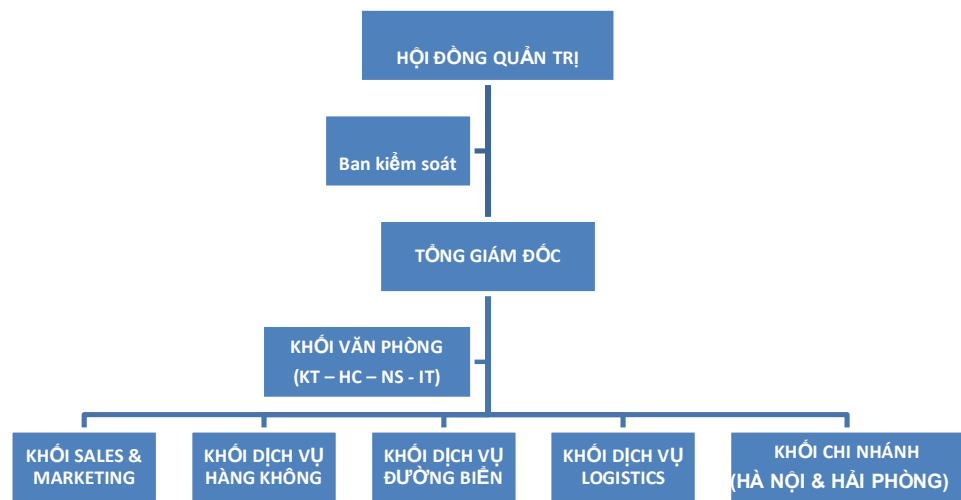 HỘI ĐỒNG QUẢN TRỊ
Ban kiểm soát
TỔNG GIÁM ĐỐC
KHỐI VĂN PHÒNG
(KT – HC – NS - IT)
KHỐI SALES &
MARKETING
KHỐI DỊCH VỤ
HÀNG KHÔNG
KHỐI DỊCH VỤ
ĐƯỜNG BIỂN
KHỐI DỊCH VỤ
LOGISTICS
KHỐI CHI NHÁNH
(HÀ NỘI & HẢI PHÒNG)